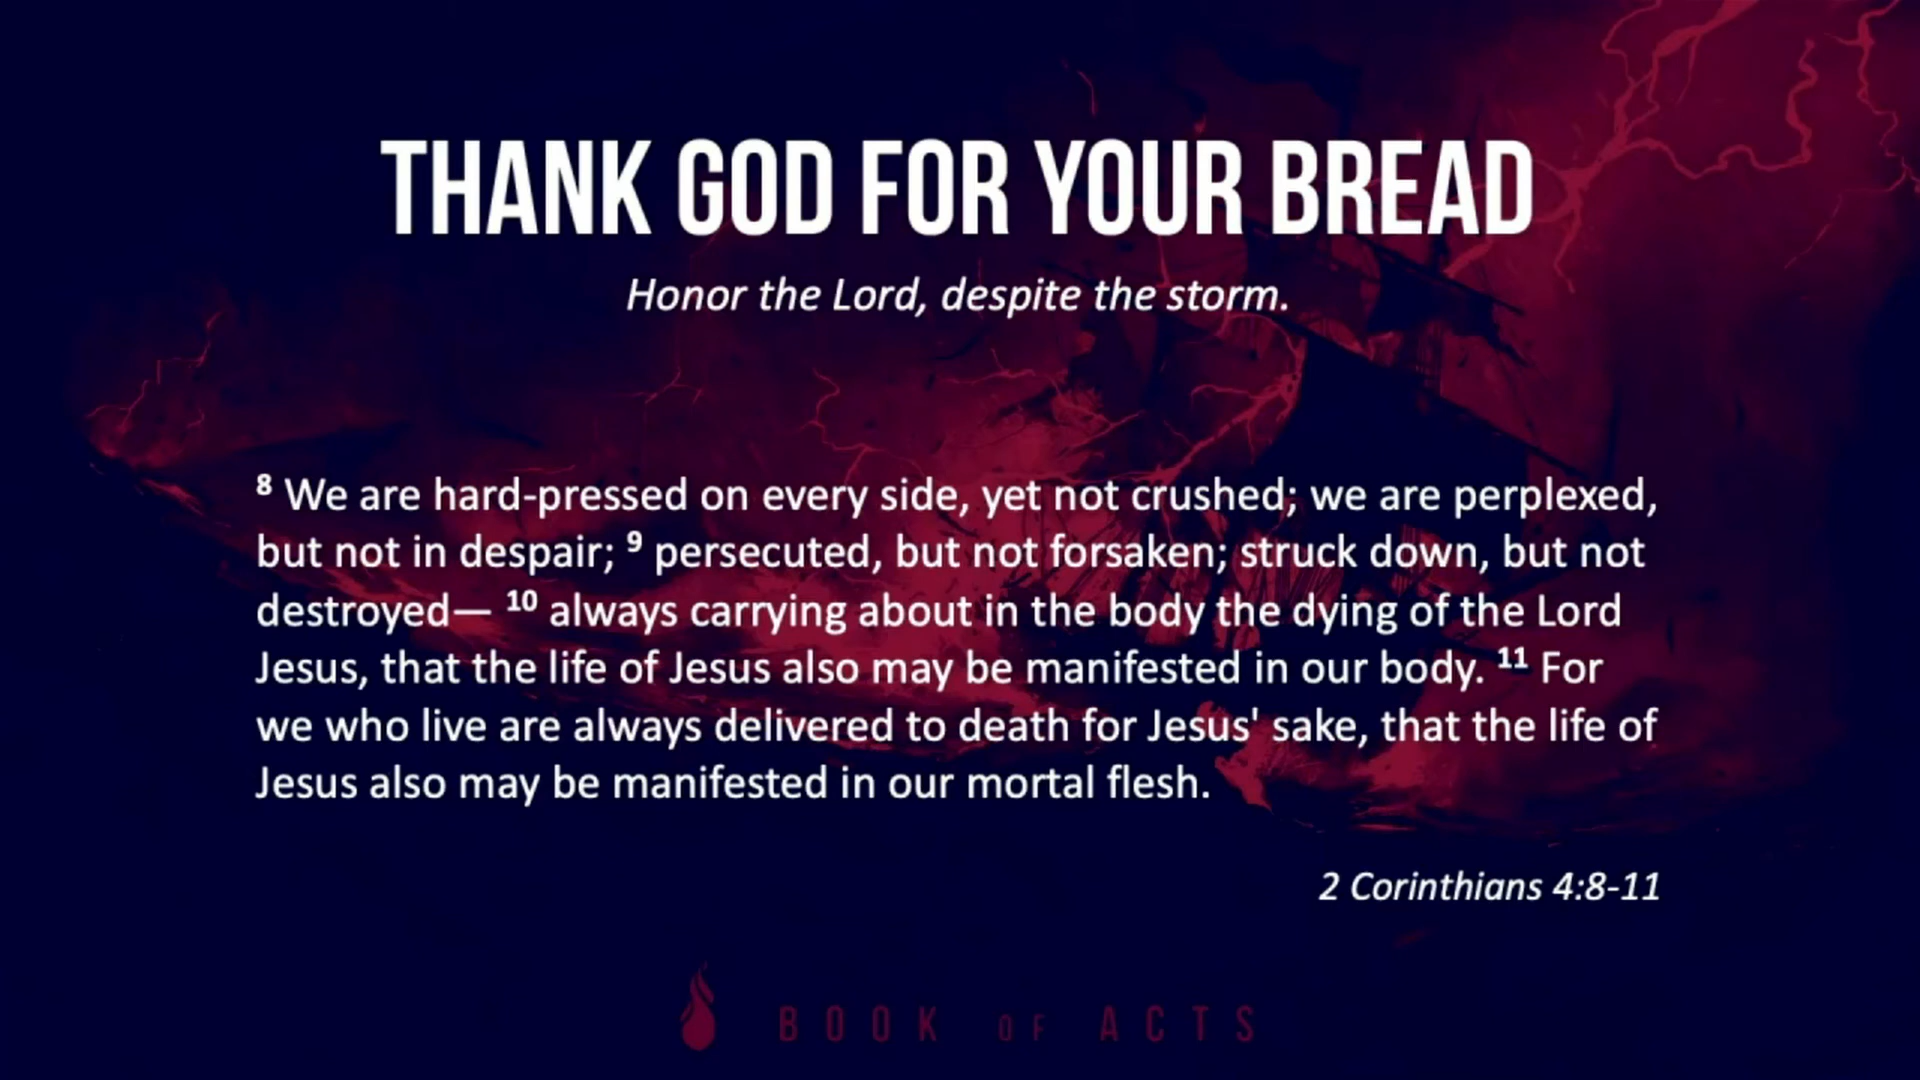 THANK GOD FOR YOUR BREAD
Honor the Lord, despite the storm.
8 We are hard-pressed on every side, yet not crushed; we are perplexed,
but not in despair; 9 persecuted, but not forsaken; struck down, but not
destroyed— 10 always carrying about in the body the dying of the Lord
Jesus, that the life of Jesus also may be manifested in our body. 11 For
we who live are always delivered to death for Jesus' sake, that the life of
Jesus also may be manifested in our mortal flesh.
2 Corinthians 4:8-11
BOOK OF ACTS